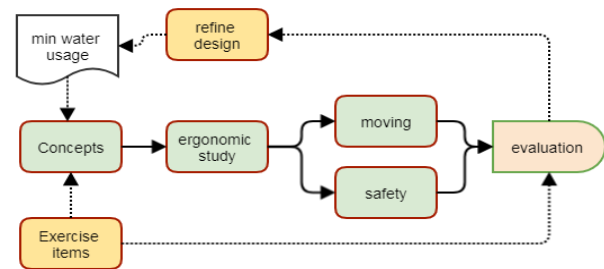 min water
usage
refine
design
Concepts
ergonomic
study
moving
safety
evaluation
Exercise
items